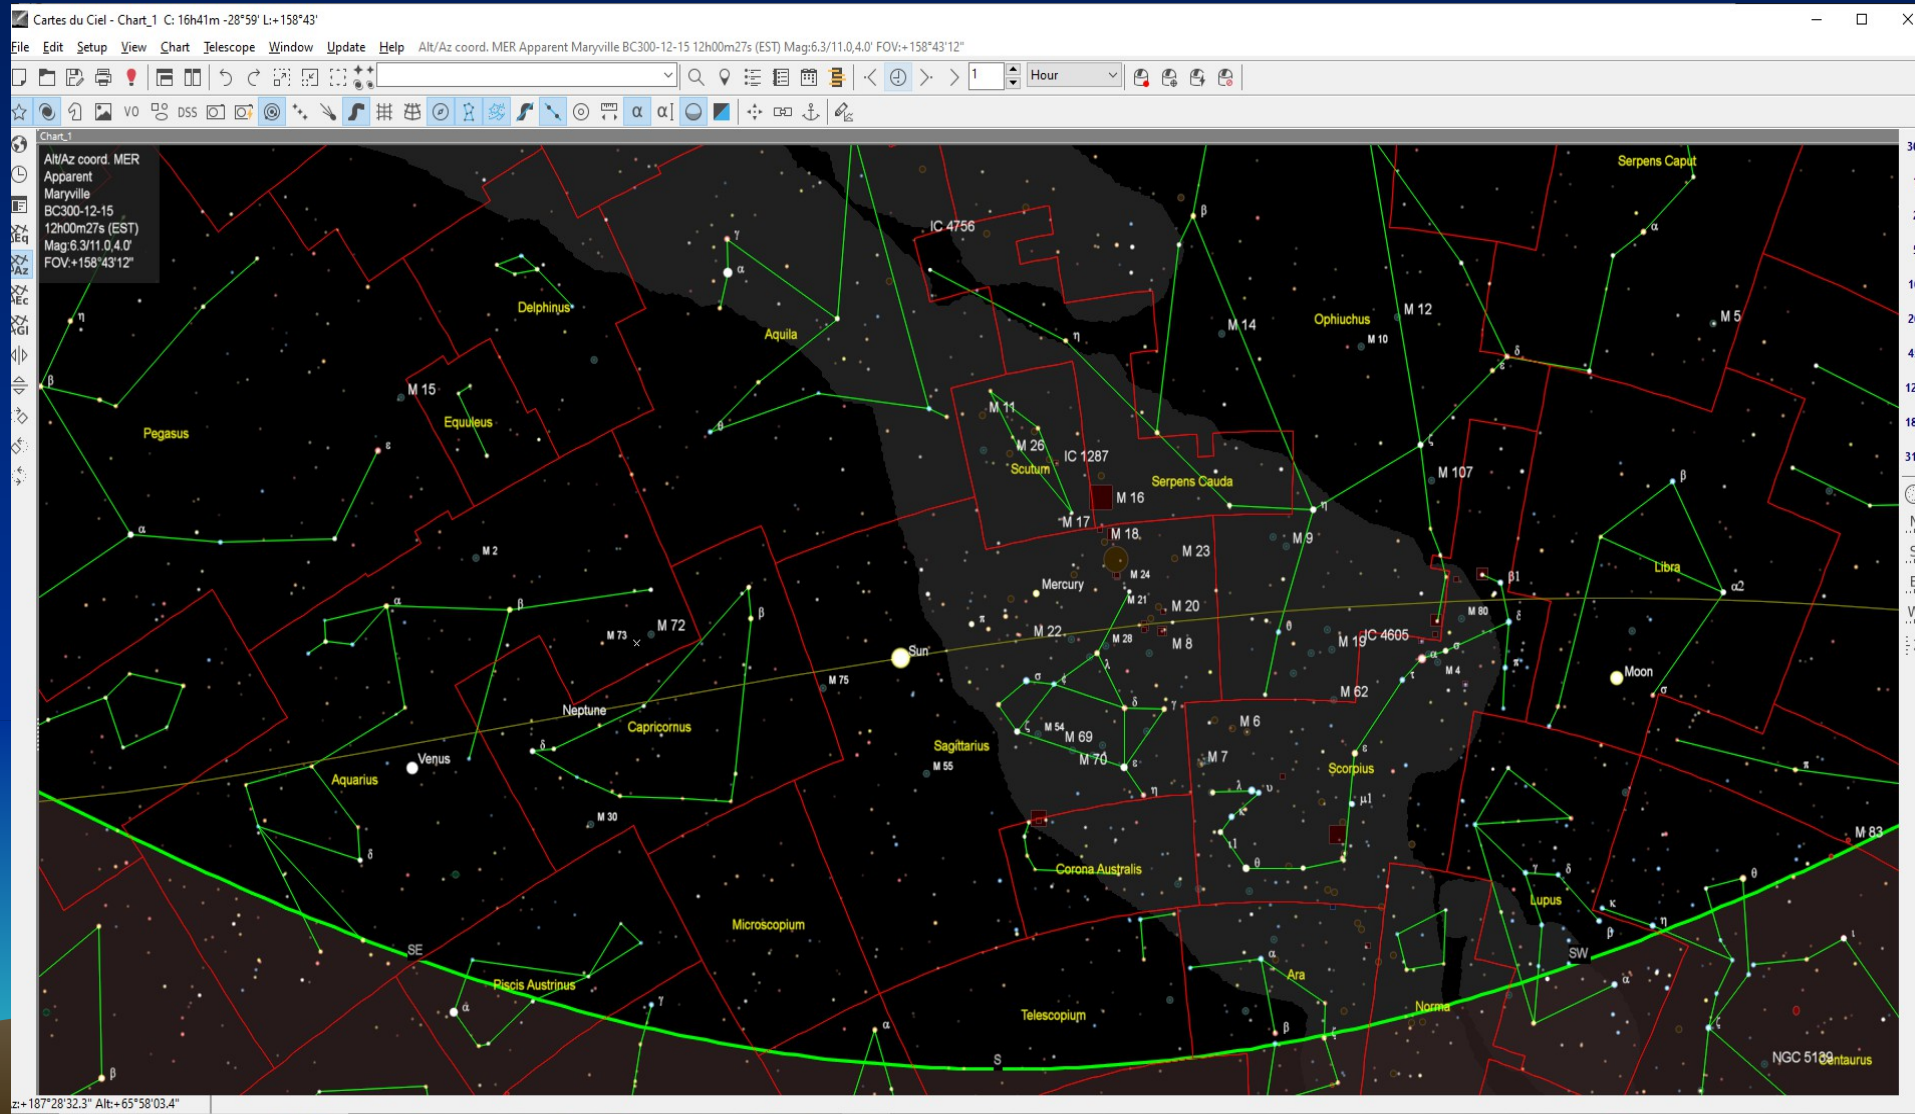 Cartes du Ciel - Chart_1 C: 16h41m -28°59' L:+158°43'
File Edit Setup View Chart Telescope Window Update Help Alt/Az coord. MER Apparent Maryville BC300-12-15 12h00m27s (EST) Mag:6.3/11.0,4.0' FOV:+158°43'12"
1 Hour
VO DSS α α
Chart_1
Alt/Az coord. MER
Apparent
Maryville
BC300-12-15
12h00m27s (EST)
Mag:6.3/11.0,4.0'
FOV:+158°43'12"
Serpens Caput
β
α
IC 4756
γ
α
Delphinus
η
Aquila
M 14
Ophiuchus
M 12
M 10
M 5
η
δ
ε
β
M 15
Equuleus
Pegasus
θ
M 11
M 26
IC 1287
Scutum
ε
ζ
M 107
β
Serpens Cauda
M 16
η
α
M 17
M 18
M 9
M 2
M 23
M 24
Mercury
M 21
M 20
β1
Libra
α2
α
β
β
M 72
M 73
π
M 22
M 28
M 8
θ
M 19
IC 4605
M 80
δ
Sun
λ
α
σ
M 4
π
Moon
M 75
σ
ζ
τ
M 62
σ
Neptune
Capricornus
δ
γ
M 6
ζ
M 54
M 69
Sagittarius
M 70
M 7
ε
ε
Scorpius
δ
Venus
M 55
Aquarius
η
λ
υ
μ1
π
M 30
κ
M 83
ι1
δ
θ
Corona Australis
γ
δ
θ
Lupus
κ
Microscopium
η
β
SE
SW
Piscis Austrinus
α
Ara
α
γ
α
Telescopium
Norma
ι
α
β
ζ
ζ
S
NGC 5139
Centaurus
β
z:+187°28'32.3" Alt:+65°58'03.4"